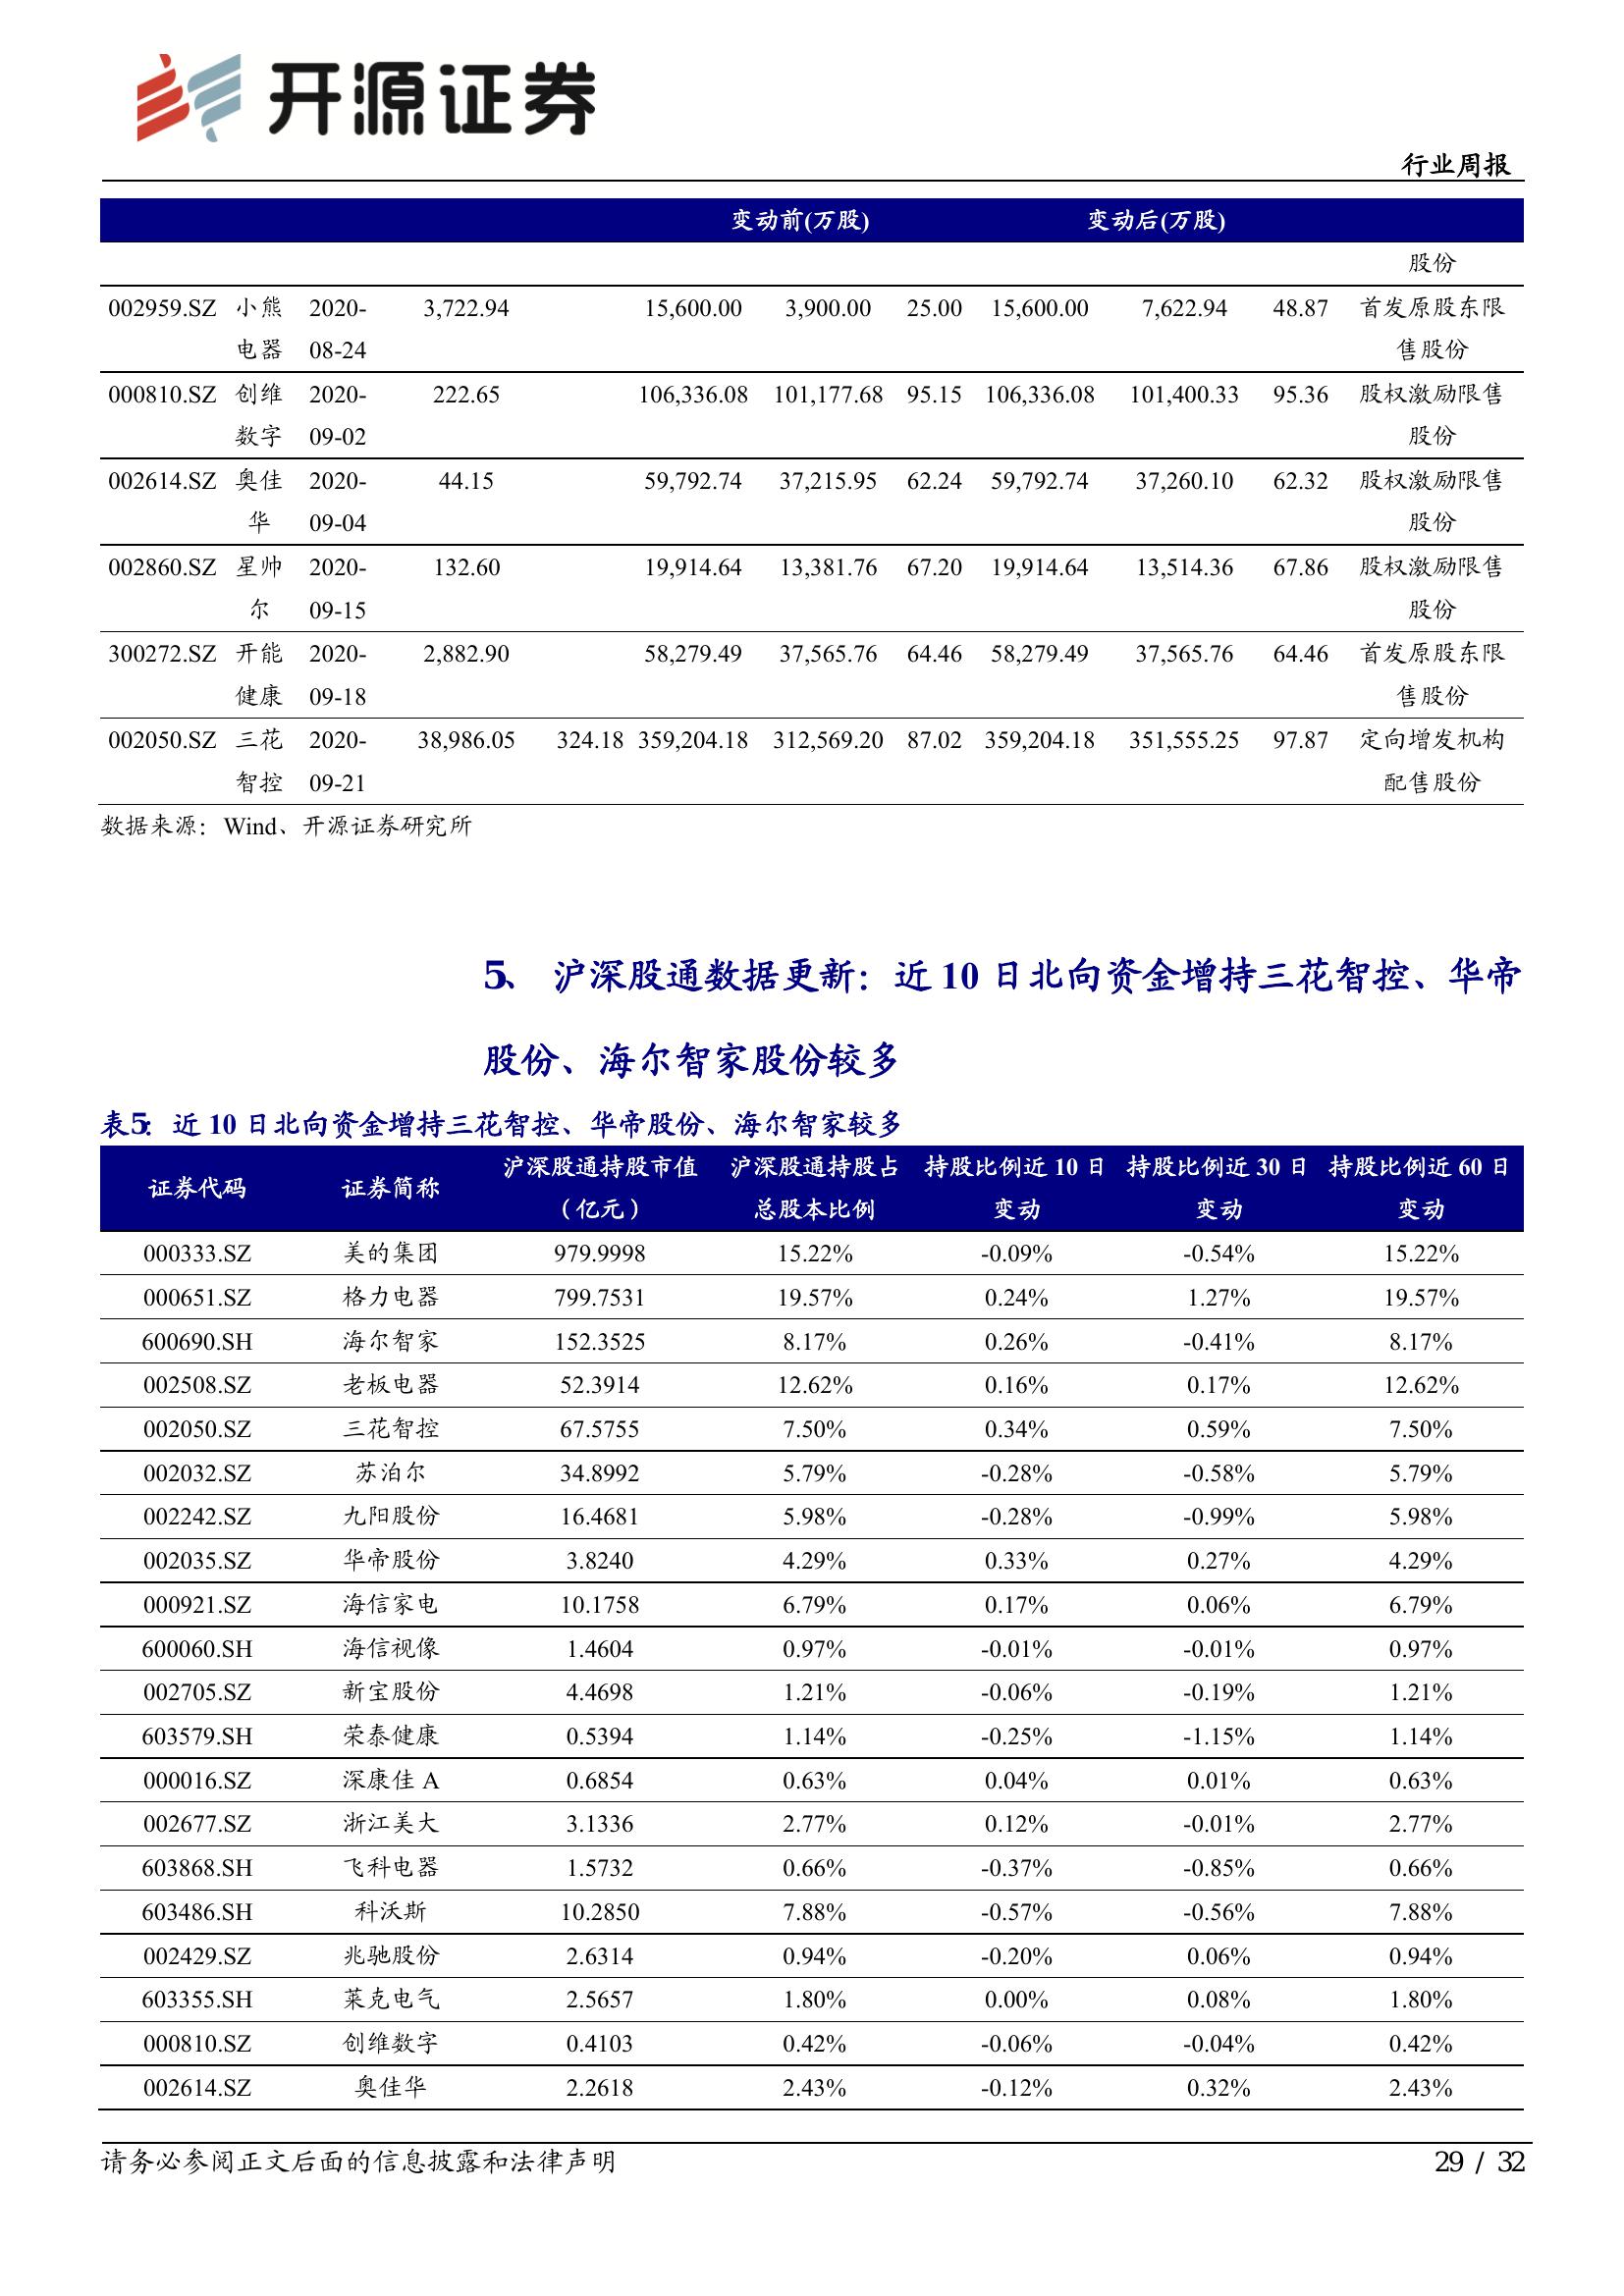 开源证券
行业周报
变动前(万股) 变动后(万股)
股份
002959.SZ 小熊 2020- 3,722.94 15,600.00 3,900.00 25.00 15,600.00 7,622.94 48.87 首发原股东限
电器 08-24 售股份
000810.SZ 创维 2020- 222.65 106,336.08 101,177.68 95.15 106,336.08 101,400.33 95.36 股权激励限售
数字 09-02 股份
002614.SZ 奥佳 2020- 44.15 59,792.74 37,215.95 62.24 59,792.74 37,260.10 62.32 股权激励限售
华 09-04 股份
002860.SZ 星帅 2020- 132.60 19,914.64 13,381.76 67.20 19,914.64 13,514.36 67.86 股权激励限售
尔 09-15 股份
300272.SZ 开能 2020- 2,882.90 58,279.49 37,565.76 64.46 58,279.49 37,565.76 64.46 首发原股东限
健康 09-18 售股份
002050.SZ 三花 2020- 38,986.05 324.18 359,204.18 312,569.20 87.02 359,204.18 351,555.25 97.87 定向增发机构
智控 09-21 配售股份
数据来源：Wind、开源证券研究所
5、 沪深股通数据更新：近 10 日北向资金增持三花智控、华帝
股份、海尔智家股份较多
表5：近 10 日北向资金增持三花智控、华帝股份、海尔智家较多
证券代码 证券简称 沪深股通持股市值 沪深股通持股占 持股比例近 10 日 持股比例近 30 日 持股比例近 60 日
（亿元） 总股本比例 变动 变动 变动
000333.SZ 美的集团 979.9998 15.22% -0.09% -0.54% 15.22%
000651.SZ 格力电器 799.7531 19.57% 0.24% 1.27% 19.57%
600690.SH 海尔智家 152.3525 8.17% 0.26% -0.41% 8.17%
002508.SZ 老板电器 52.3914 12.62% 0.16% 0.17% 12.62%
002050.SZ 三花智控 67.5755 7.50% 0.34% 0.59% 7.50%
002032.SZ 苏泊尔 34.8992 5.79% -0.28% -0.58% 5.79%
002242.SZ 九阳股份 16.4681 5.98% -0.28% -0.99% 5.98%
002035.SZ 华帝股份 3.8240 4.29% 0.33% 0.27% 4.29%
000921.SZ 海信家电 10.1758 6.79% 0.17% 0.06% 6.79%
600060.SH 海信视像 1.4604 0.97% -0.01% -0.01% 0.97%
002705.SZ 新宝股份 4.4698 1.21% -0.06% -0.19% 1.21%
603579.SH 荣泰健康 0.5394 1.14% -0.25% -1.15% 1.14%
000016.SZ 深康佳 A 0.6854 0.63% 0.04% 0.01% 0.63%
002677.SZ 浙江美大 3.1336 2.77% 0.12% -0.01% 2.77%
603868.SH 飞科电器 1.5732 0.66% -0.37% -0.85% 0.66%
603486.SH 科沃斯 10.2850 7.88% -0.57% -0.56% 7.88%
002429.SZ 兆驰股份 2.6314 0.94% -0.20% 0.06% 0.94%
603355.SH 莱克电气 2.5657 1.80% 0.00% 0.08% 1.80%
000810.SZ 创维数字 0.4103 0.42% -0.06% -0.04% 0.42%
002614.SZ 奥佳华 2.2618 2.43% -0.12% 0.32% 2.43%
请务必参阅正文后面的信息披露和法律声明 29 / 32